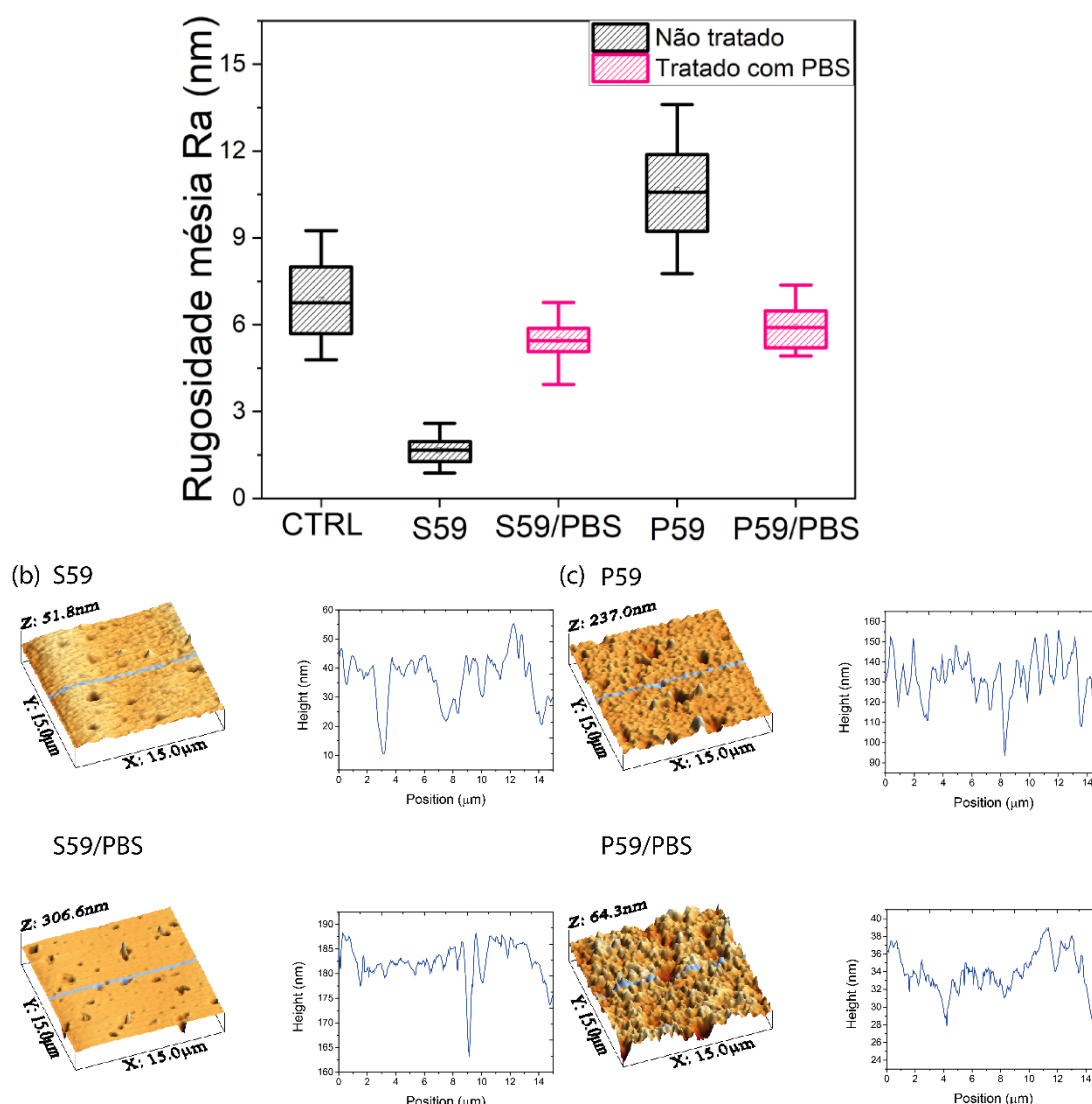 Rugosidade mésia Ra (nm)
15
12
9
6
3
0
Não tratado
Tratado com PBS
CTRL
S59
S59/PBS
P59
P59/PBS
(b) S59
Z: 51.8nm
Y: 15.0µm
X: 15.0µm
Height (nm)
60
50
40
30
20
10
0 2 4 6 8 10 12 14
Position (µm)
(c) P59
Z: 237.0nm
Y: 15.0µm
X: 15.0µm
Height (nm)
160
150
140
130
120
110
100
90
0 2 4 6 8 10 12 14
Position (µm)
S59/PBS
Z: 306.6nm
Y: 15.0µm
X: 15.0µm
Height (nm)
190
185
180
175
170
165
160
0 2 4 6 8 10 12 14
Position (µm)
P59/PBS
Z: 64.3nm
Y: 15.0µm
X: 15.0µm
Height (nm)
40
38
36
34
32
30
28
26
24
0 2 4 6 8 10 12 14
Position (µm)